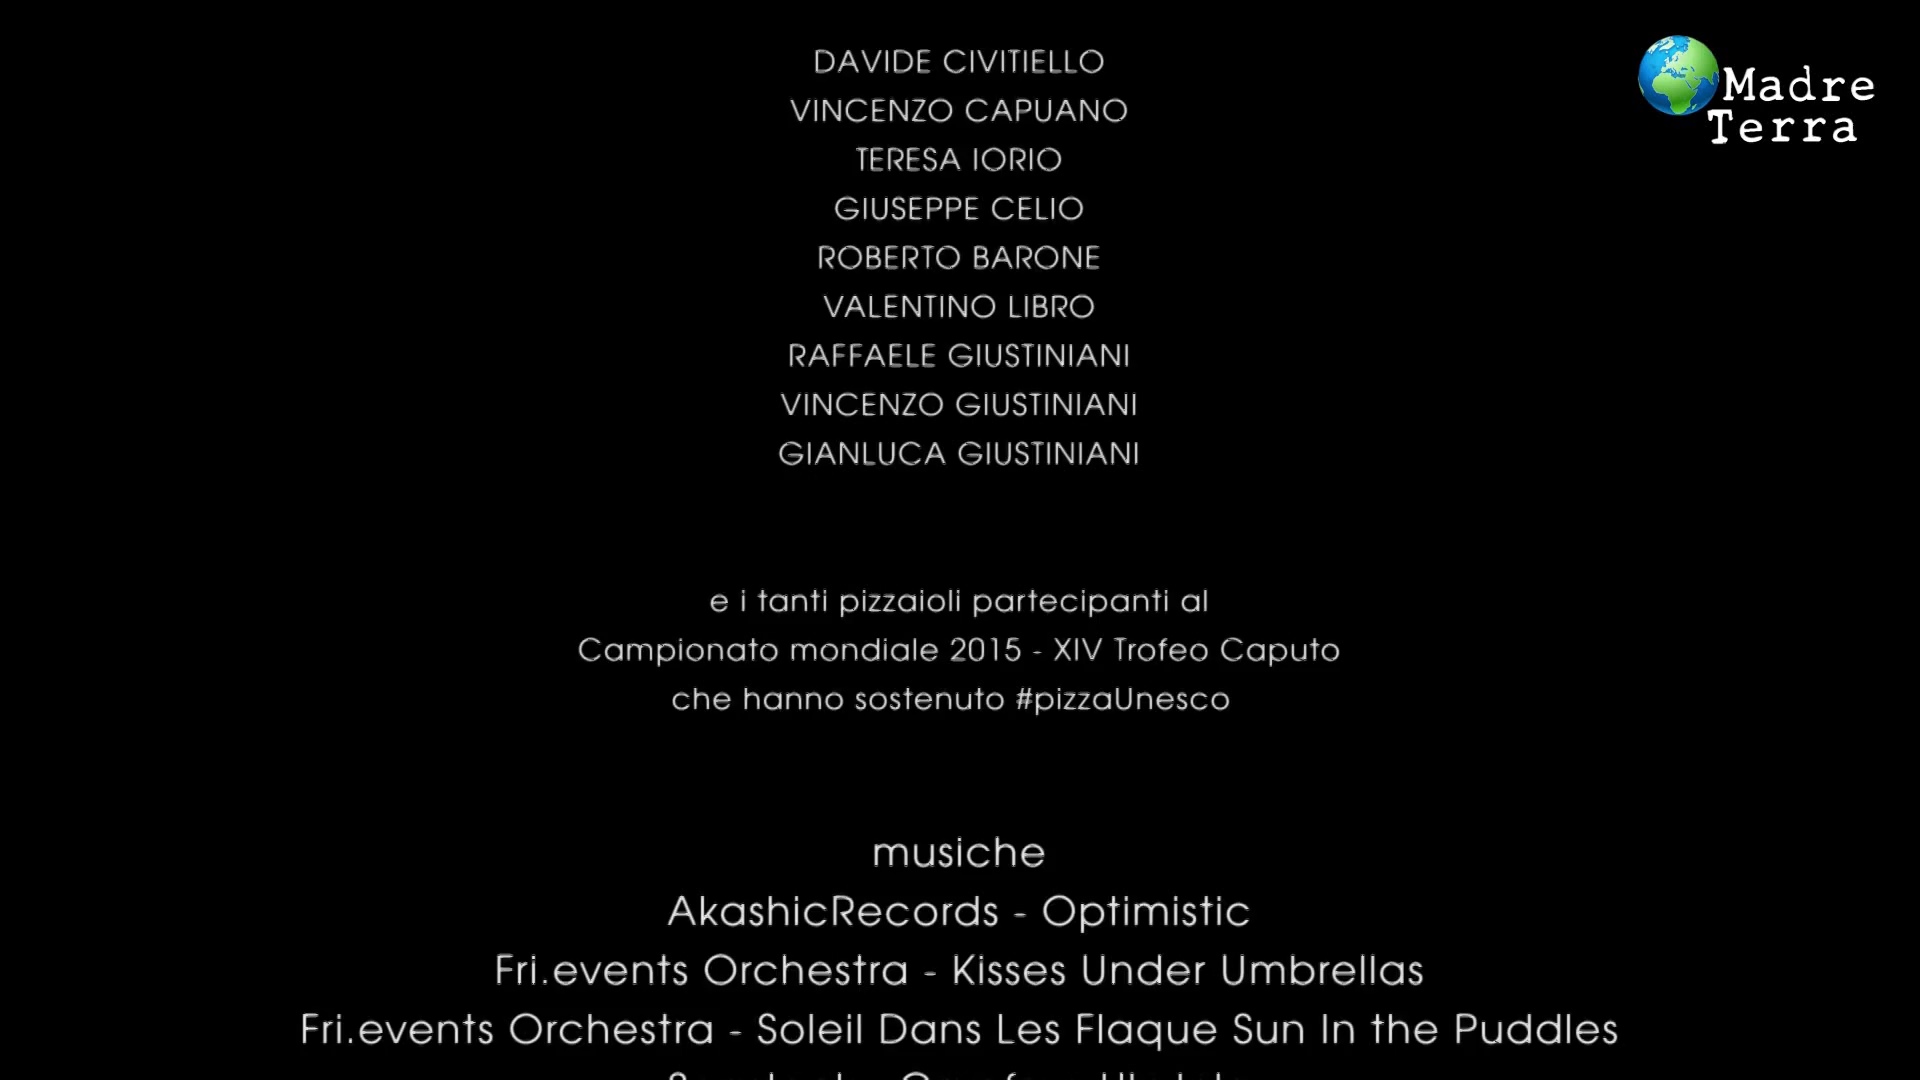 DAVIDE CIVITIELLO
VINCENZO CAPUANO
TERESA IORIO
GIUSEPPE CELIO
ROBERTO BARONE
VALENTINO LIBRO
RAFFAELE GIUSTINIANI
VINCENZO GIUSTINIANI
GIANLUCA GIUSTINIANI
e i tanti pizzaioli partecipanti al
Campionato mondiale 2015 - XIV Trofeo Caputo
che hanno sostenuto #pizzaUnesco
musiche
AkashicRecords - Optimistic
Fri.events Orchestra - Kisses Under Umbrellas
Fri.events Orchestra - Soleil Dans Les Flaque Sun In the Puddles
Madre
Terra